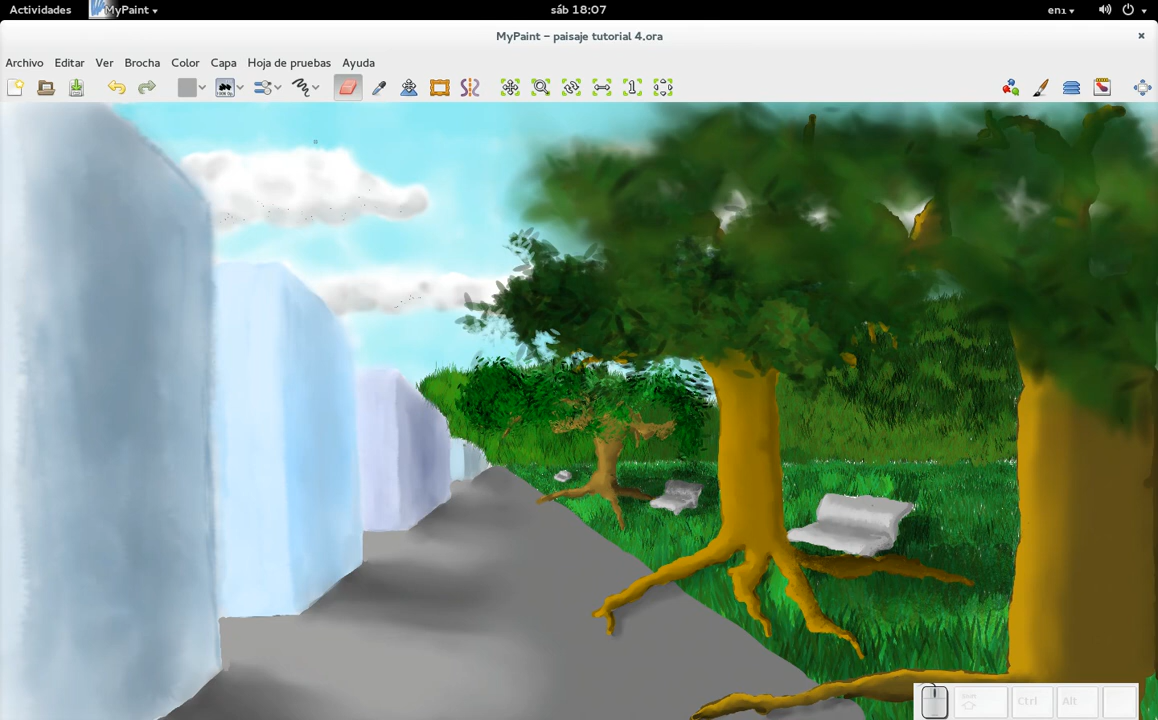 Actividades MyPaint sáb 18:07 en₁
MyPaint – paisaje tutorial 4.ora ×
Archivo Editar Ver Brocha Color Capa Hoja de pruebas Ayuda
1
Ctrl Alt